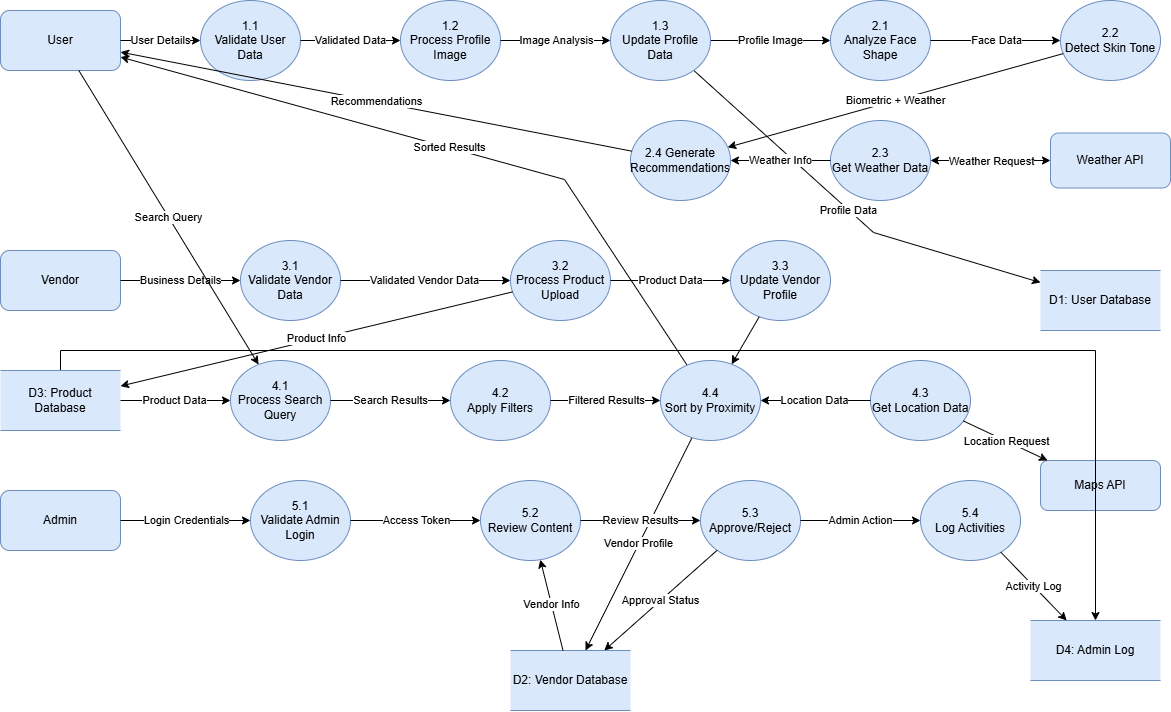 User
User Details
1.1
Validate User
Data
Validated Data
1.2
Process Profile
Image
Image Analysis
1.3
Update Profile
Data
Profile Image
2.1
Analyze Face
Shape
Face Data
2.2
Detect Skin Tone
Recommendations
Biometric + Weather
Sorted Results
2.4 Generate
Recommendations
Weather Info
2.3
Get Weather Data
Weather Request
Weather API
Search Query
Profile Data
Vendor
Business Details
3.1
Validate Vendor
Data
Validated Vendor Data
3.2
Process Product
Upload
Product Data
3.3
Update Vendor
Profile
D1: User Database
Product Info
D3: Product
Database
Product Data
4.1
Process Search
Query
Search Results
4.2
Apply Filters
Filtered Results
4.4
Sort by Proximity
Location Data
4.3
Get Location Data
Location Request
Maps API
Admin
Login Credentials
5.1
Validate Admin
Login
Access Token
5.2
Review Content
Review Results
5.3
Approve/Reject
Admin Action
5.4
Log Activities
Vendor Profile
Vendor Info
Approval Status
Activity Log
D4: Admin Log
D2: Vendor Database